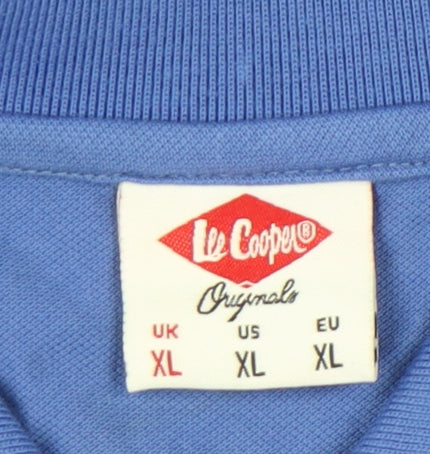 Lee Cooper®
Originals
UK US EU
XL XL XL